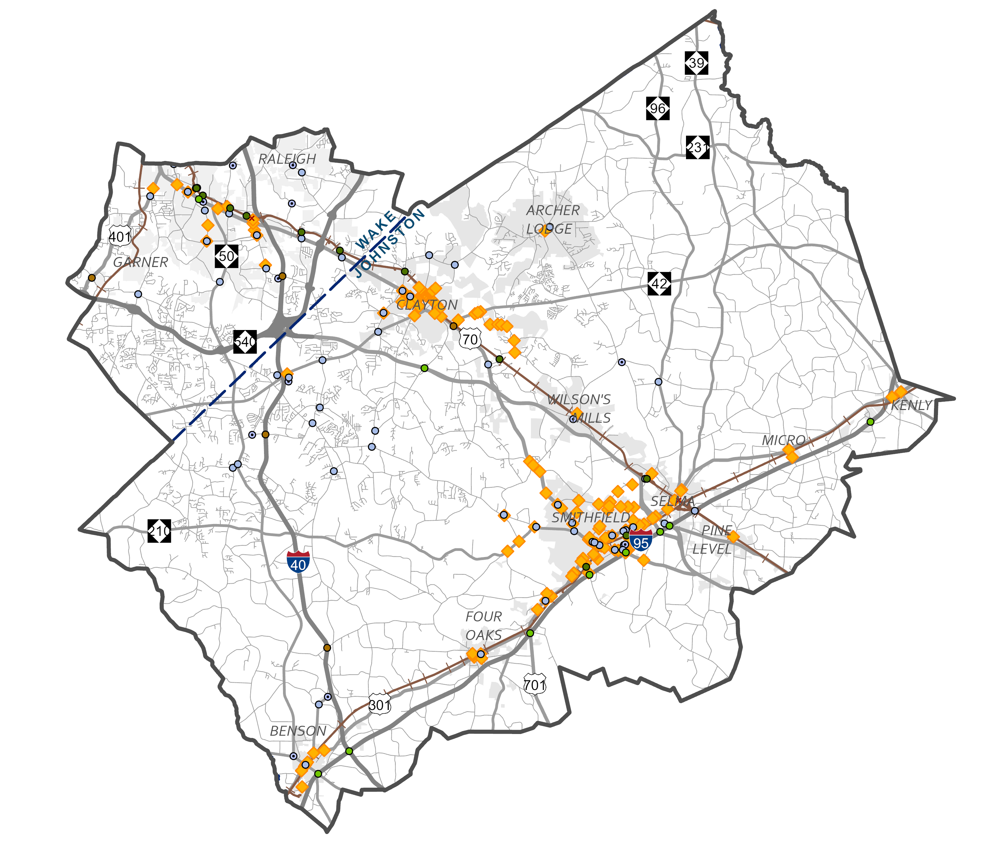 39
96
231
RALEIGH
ARCHER
LODGE
WAKE
JOHNSTON
401
50
GARNER
42
CLAYTON
70
540
WILSON'S
MILLS
KENLY
MICRO
SELMA
SMITHFIELD
210
PINE
LEVEL
95
40
FOUR
OAKS
701
301
BENSON